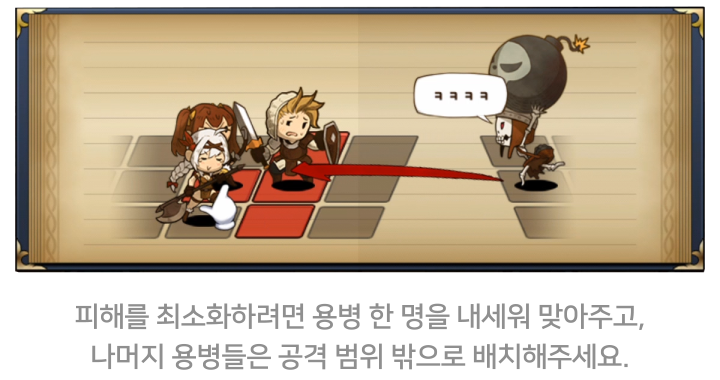 ㅋㅋㅋㅋ
피해를 최소화하려면 용병 한 명을 내세워 맞아주고,
나머지 용병들은 공격 범위 밖으로 배치해주세요.